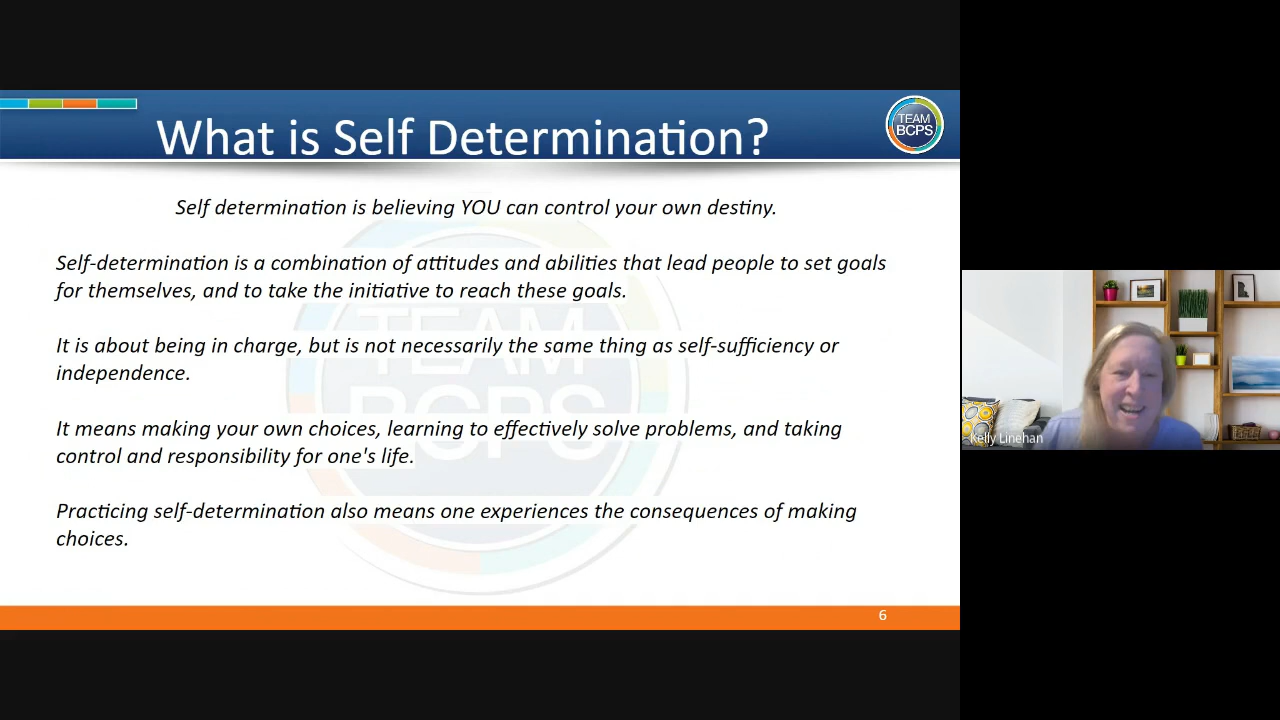 What is Self Determination?
TEAM
BCPS
Self determination is believing YOU can control your own destiny.
Self-determination is a combination of attitudes and abilities that lead people to set goals
for themselves, and to take the initiative to reach these goals.
It is about being in charge, but is not necessarily the same thing as self-sufficiency or
independence.
It means making your own choices, learning to effectively solve problems, and taking
control and responsibility for one's life.
Practicing self-determination also means one experiences the consequences of making
choices.
TEAM
BCPS
6
Kelly Linehan